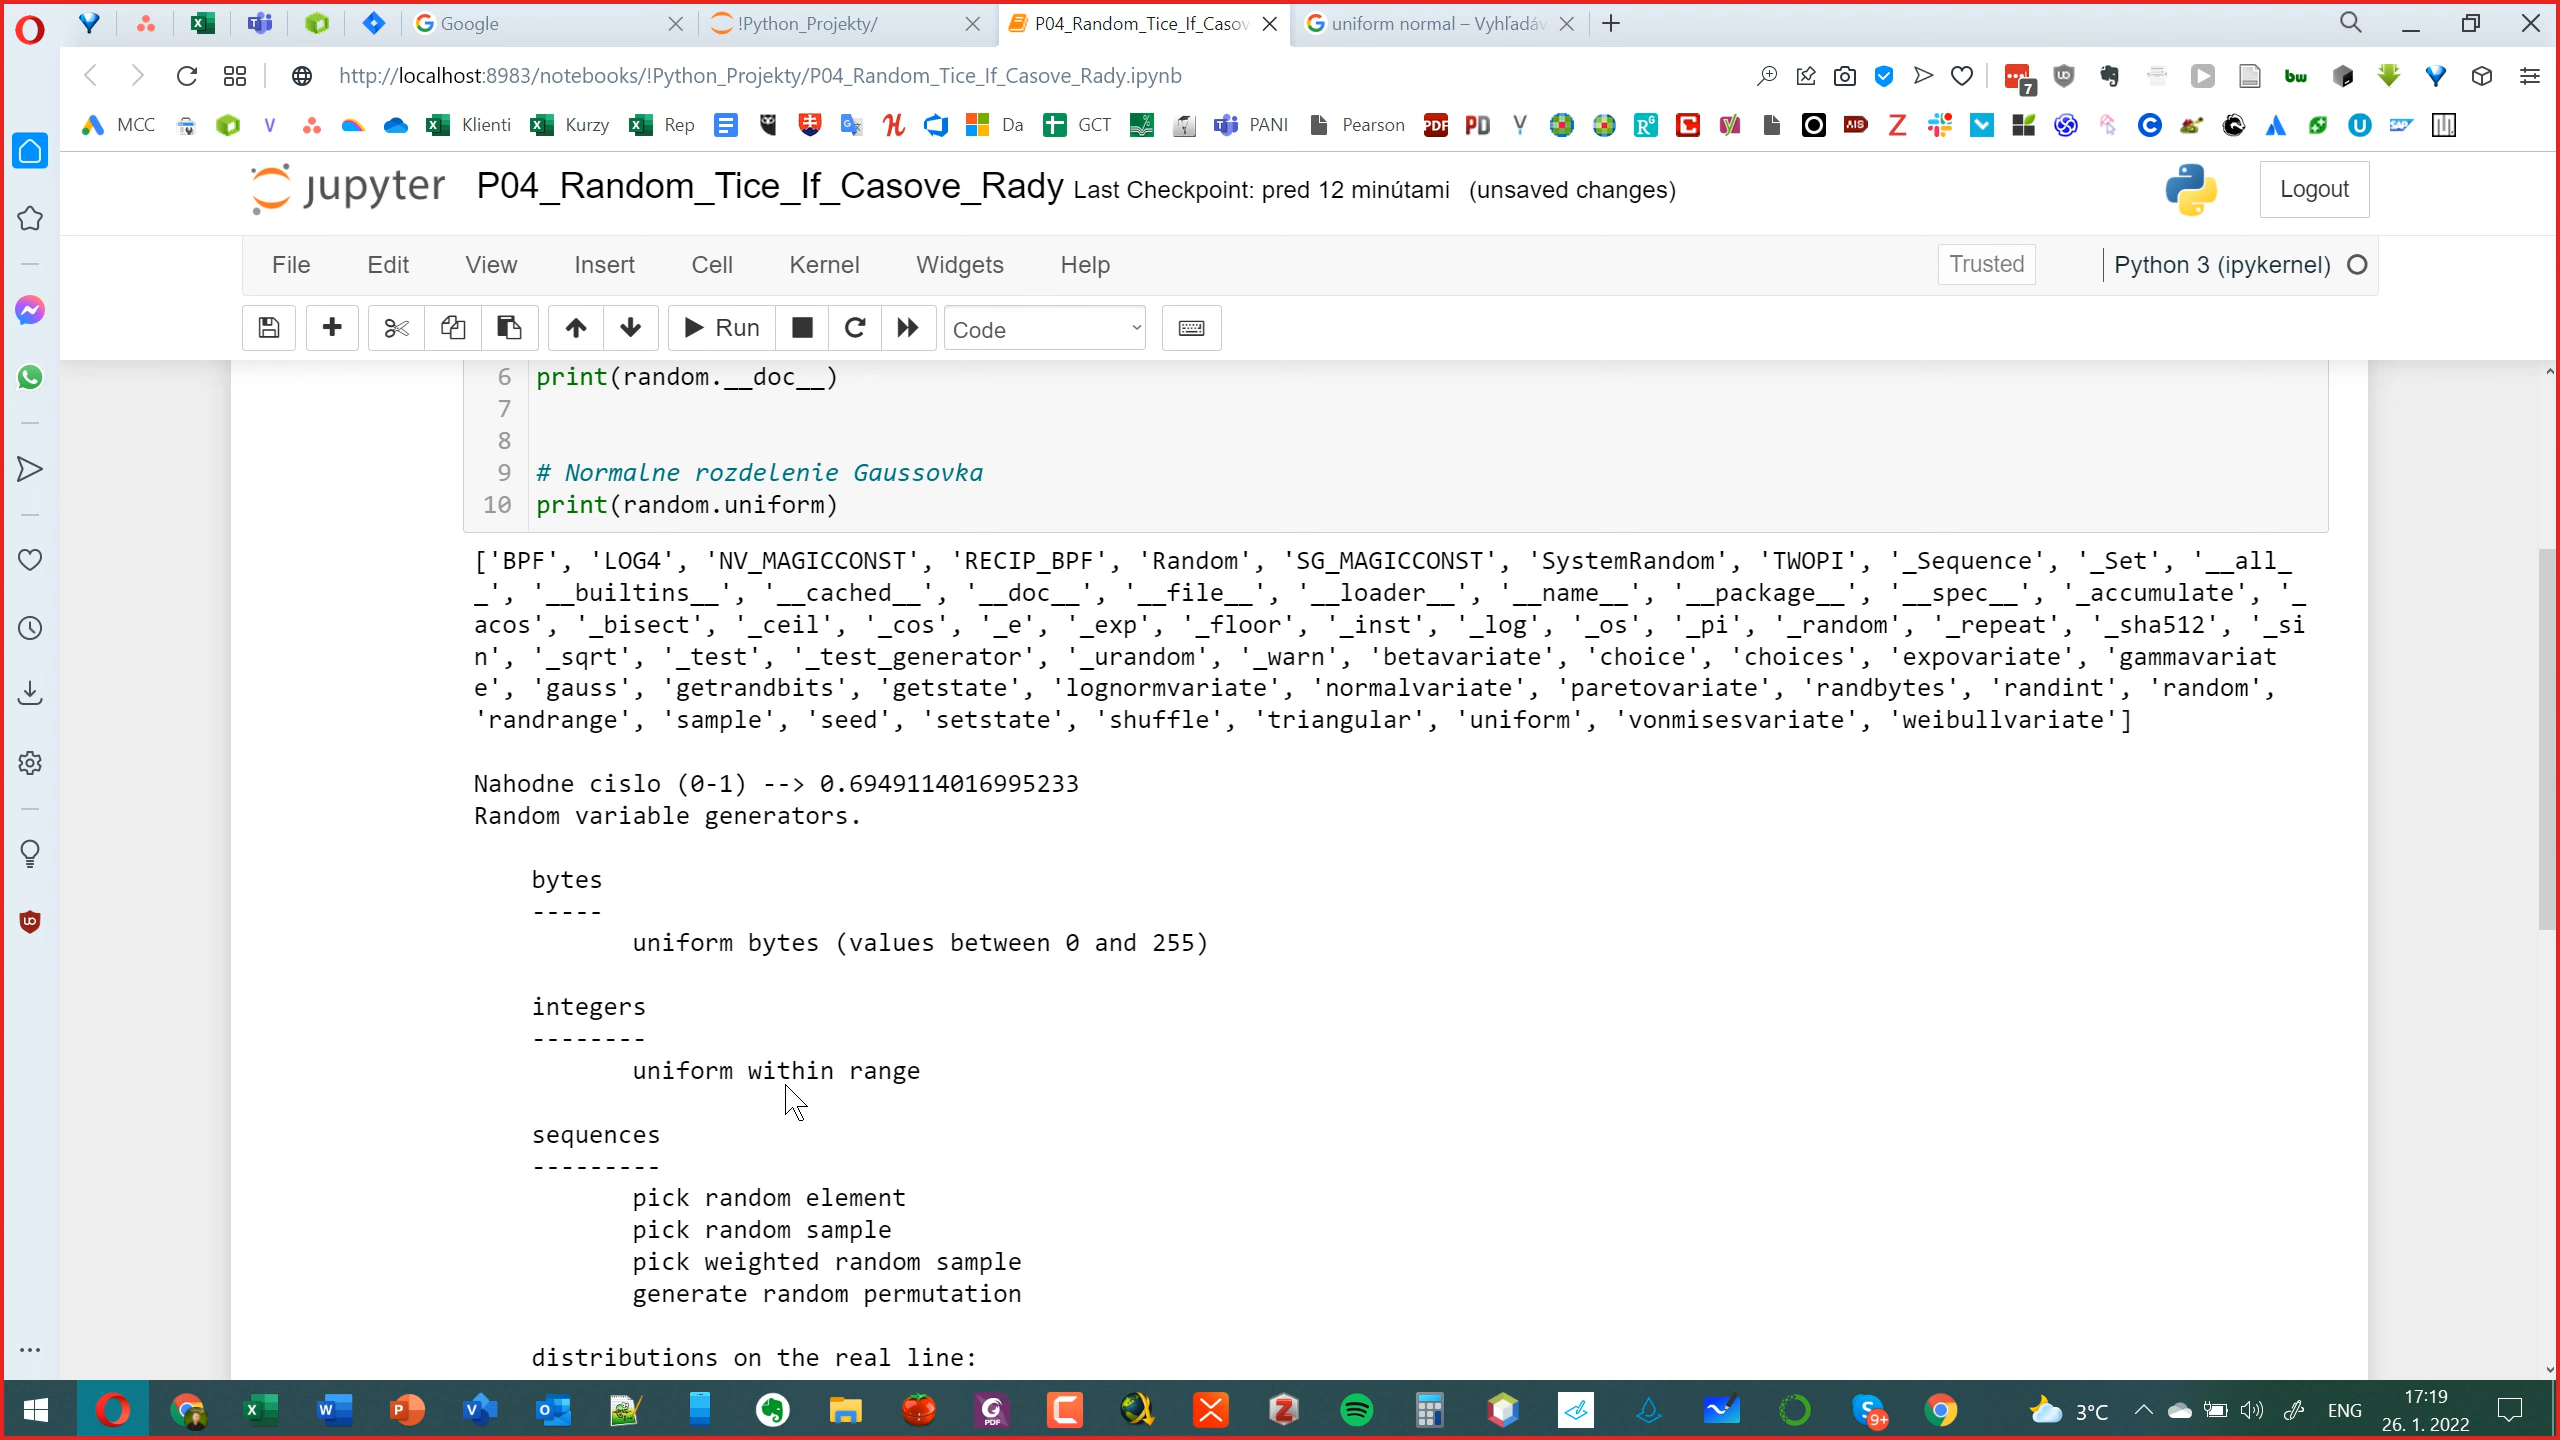 Google
!Python_Projekty/
P04_Random_Tice_If_Casov
uniform normal – Vyhľadáv
http://localhost:8983/notebooks/!Python_Projekty/P04_Random_Tice_If_Casove_Rady.ipynb
7
MCC
Klienti
Kurzy
Rep
Da
GCT
PANI
Pearson
jupyter P04_Random_Tice_If_Casove_Rady Last Checkpoint: pred 12 minútami (unsaved changes)
Logout
File Edit View Insert Cell Kernel Widgets Help
Trusted
Python 3 (ipykernel)
Run
Code
6 print(random.__doc__)
7
8
9 # Normalne rozdelenie Gaussovka
10 print(random.uniform)
['BPF', 'LOG4', 'NV_MAGICCONST', 'RECIP_BPF', 'Random', 'SG_MAGICCONST', 'SystemRandom', 'TWOPI', '_Sequence', '_Set', '__all_
_', '__builtins__', '__cached__', '__doc__', '__file__', '__loader__', '__name__', '__package__', '__spec__', '_accumulate', '_
acos', '_bisect', '_ceil', '_cos', '_e', '_exp', '_floor', '_inst', '_log', '_os', '_pi', '_random', '_repeat', '_sha512', '_si
n', '_sqrt', '_test', '_test_generator', '_urandom', '_warn', 'betavariate', 'choice', 'choices', 'expovariate', 'gammavariat
e', 'gauss', 'getrandbits', 'getstate', 'lognormvariate', 'normalvariate', 'paretovariate', 'randbytes', 'randint', 'random',
'randrange', 'sample', 'seed', 'setstate', 'shuffle', 'triangular', 'uniform', 'vonmisesvariate', 'weibullvariate']
Nahodne cislo (0-1) --> 0.6949114016995233
Random variable generators.
bytes
-----
uniform bytes (values between 0 and 255)
integers
--------
uniform within range
sequences
---------
pick random element
pick random sample
pick weighted random sample
generate random permutation
distributions on the real line:
3°C
ENG
17:19
26. 1. 2022